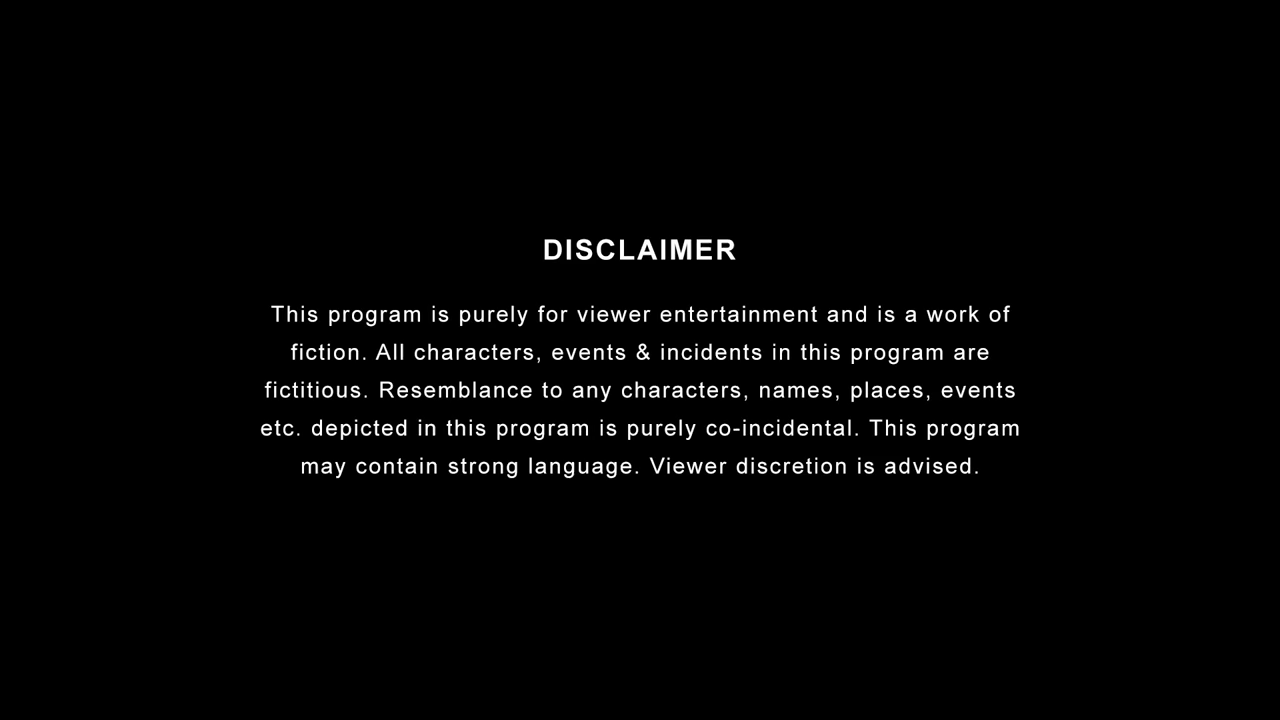 DISCLAIMER
This program is purely for viewer entertainment and is a work of
fiction. All characters, events & incidents in this program are
fictitious. Resemblance to any characters, names, places, events
etc. depicted in this program is purely co-incidental. This program
may contain strong language. Viewer discretion is advised.